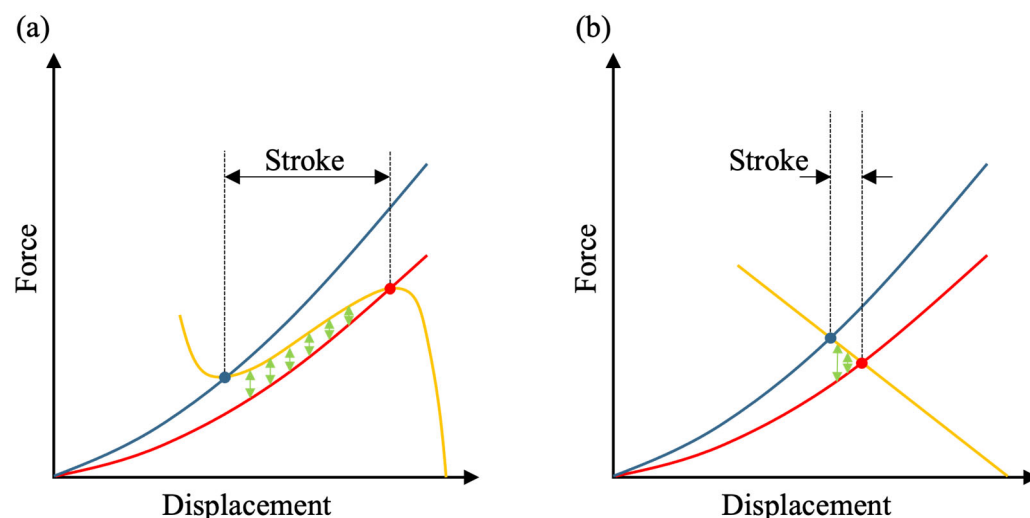 (a)
Stroke
Force
Displacement
(b)
Stroke
Force
Displacement